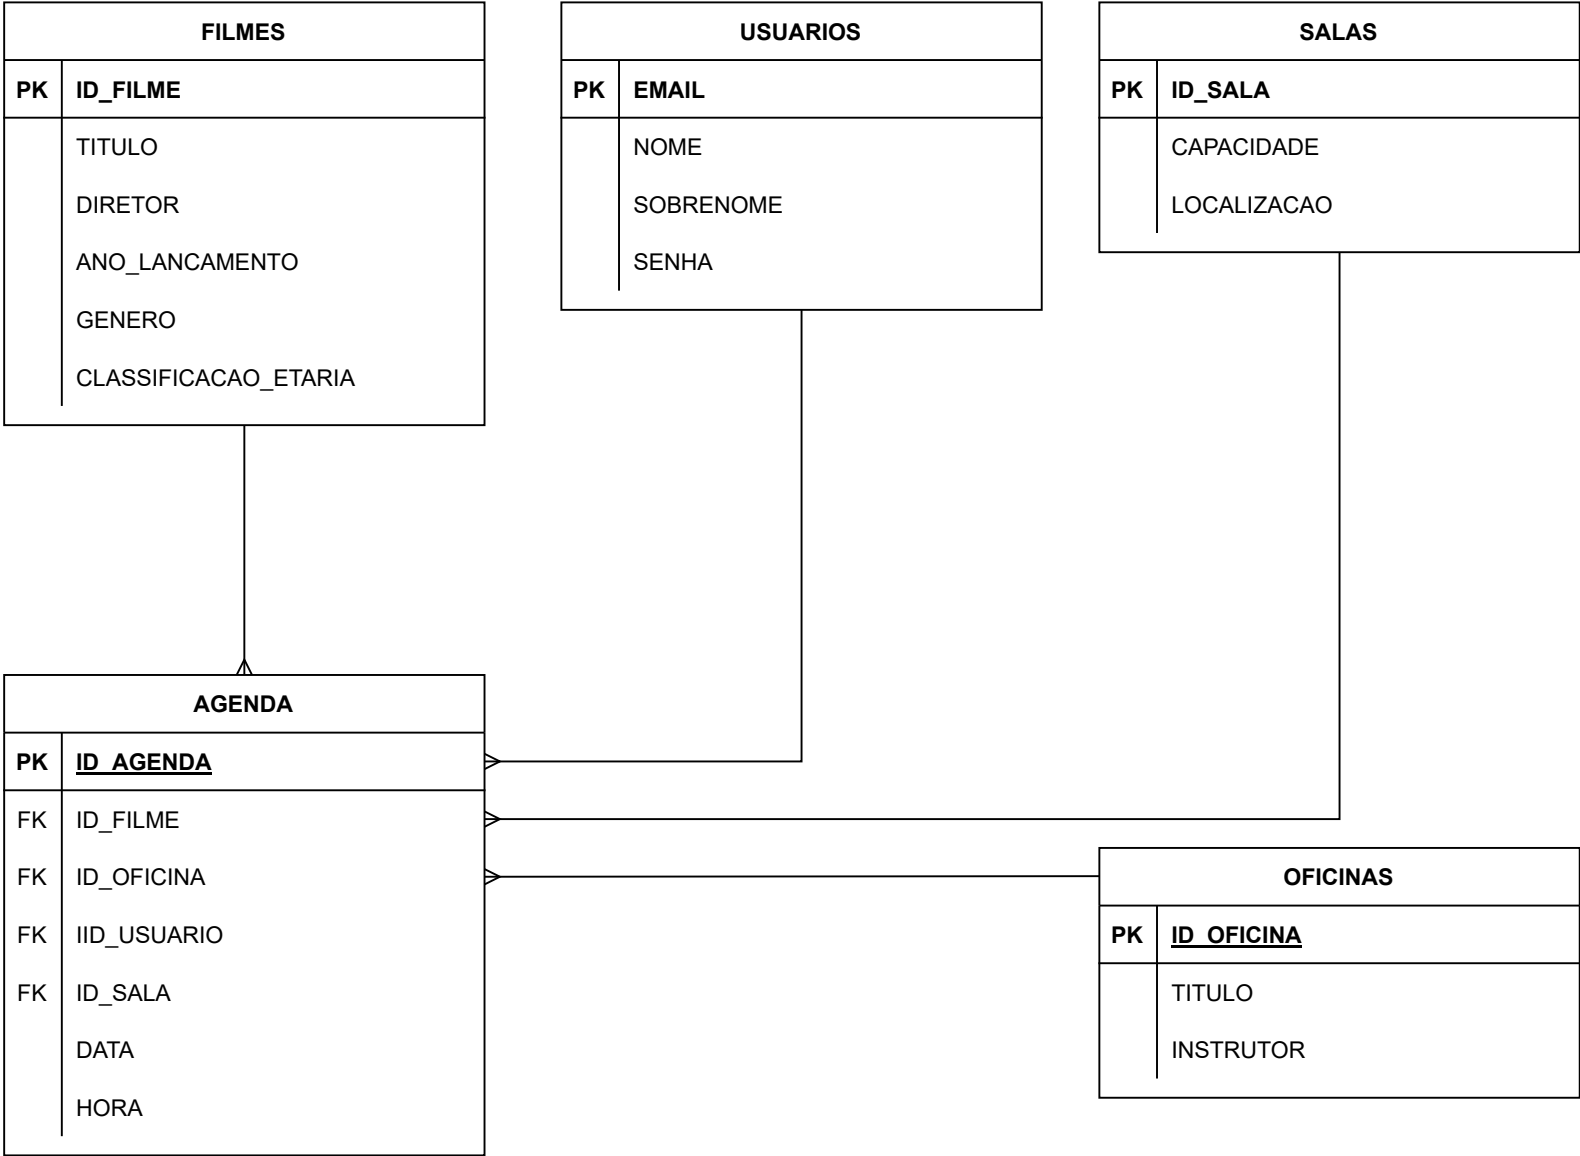 FILMES
PK ID_FILME
TITULO
DIRETOR
ANO_LANCAMENTO
GENERO
CLASSIFICACAO_ETARIA
USUARIOS
PK EMAIL
NOME
SOBRENOME
SENHA
SALAS
PK ID_SALA
CAPACIDADE
LOCALIZACAO
AGENDA
PK ID_AGENDA
FK ID_FILME
FK ID_OFICINA
FK IID_USUARIO
FK ID_SALA
DATA
HORA
OFICINAS
PK ID_OFICINA
TITULO
INSTRUTOR